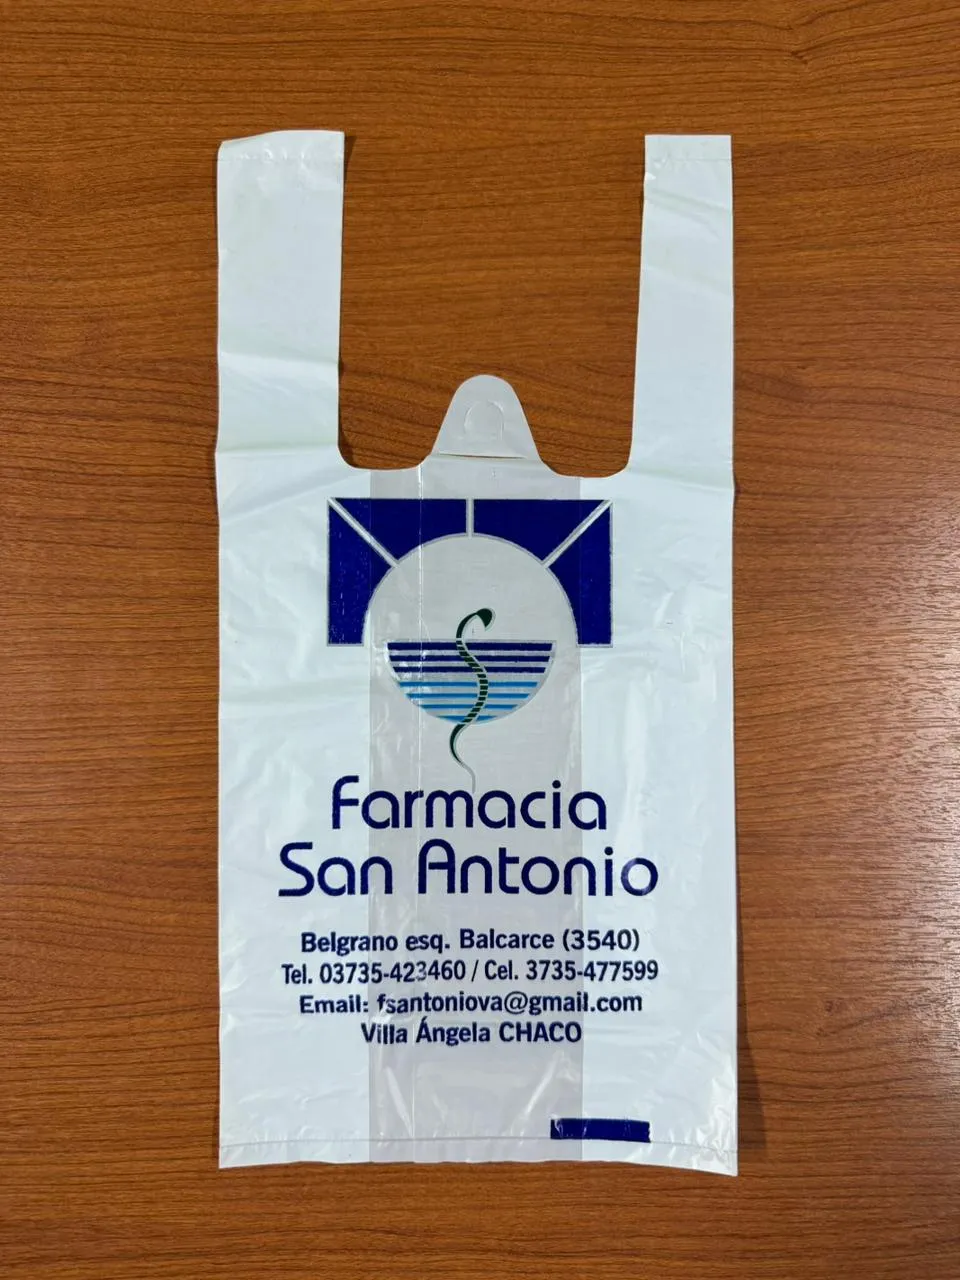 Farmacia
San Antonio
Belgrano esq. Balcarce (3540)
Tel. 03735-423460 / Cel. 3735-477599
Email: fsantoniova@gmail.com
Villa Ángela CHACO